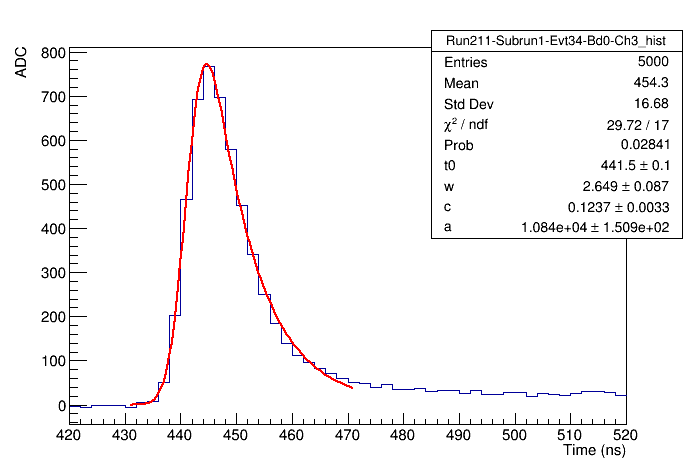 Run211-Subrun1-Evt34-Bd0-Ch3_hist
Entries 5000
Mean 454.3
Std Dev 16.68
χ² / ndf 29.72 / 17
Prob 0.02841
t0 441.5 ± 0.1
w 2.649 ± 0.087
c 0.1237 ± 0.0033
a 1.084e+04 ± 1.509e+02
ADC
800
700
600
500
400
300
200
100
0
420 430 440 450 460 470 480 490 500 510 520
Time (ns)